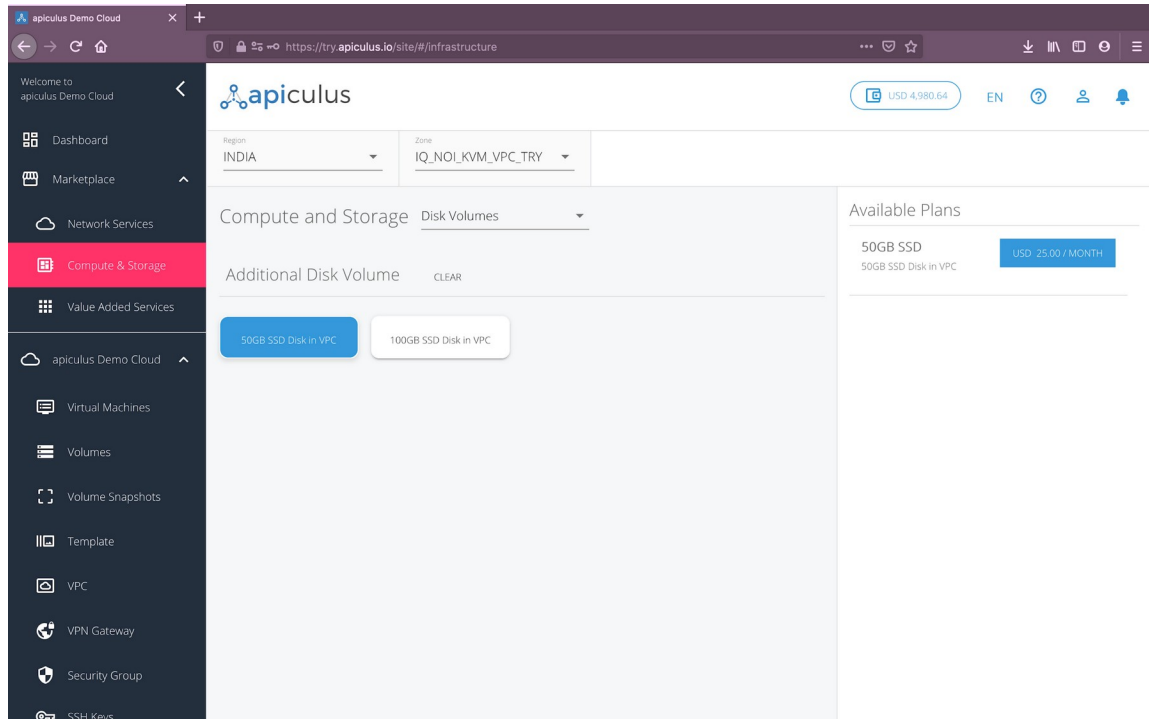 apiculus Demo Cloud
https://try.apiculus.io/site/#/infrastructure
Welcome to
apiculus Demo Cloud
Dashboard
Marketplace
Network Services
Compute & Storage
Value Added Services
apiculus Demo Cloud
Virtual Machines
Volumes
Volume Snapshots
Template
VPC
VPN Gateway
Security Group
SSH Keys
apiculus
USD 4,980.64
EN
Region
INDIA
Zone
IQ_NOI_KVM_VPC_TRY
Compute and Storage
Disk Volumes
Additional Disk Volume
CLEAR
50GB SSD Disk in VPC
100GB SSD Disk in VPC
Available Plans
50GB SSD
50GB SSD Disk in VPC
USD 25.00 / MONTH